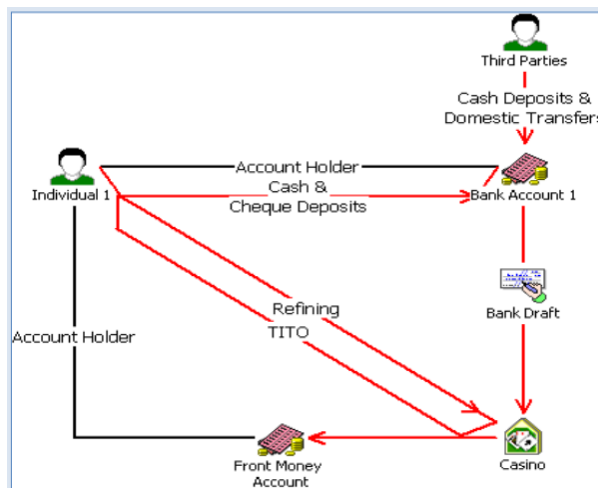 Third Parties
Cash Deposits &
Domestic Transfers
Account Holder
Individual 1
Cash &
Cheque Deposits
Bank Account 1
Refining
TITO
Bank Draft
Account Holder
Front Money
Account
Casino